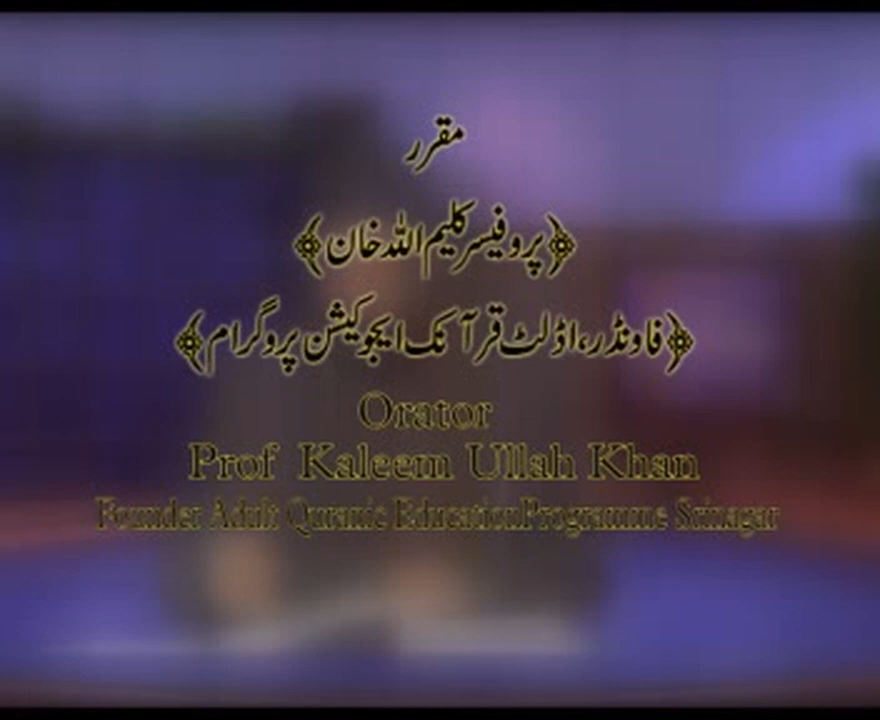 مقرر
﴿پروفیسر کلیم اللہ خان﴾
﴿فاونڈر، اڈلٹ قرآنک ایجوکیشن پروگرام﴾
Orator
Prof Kaleem Ullah Khan
Founder Adult Quranic EducationProgramme Srinagar